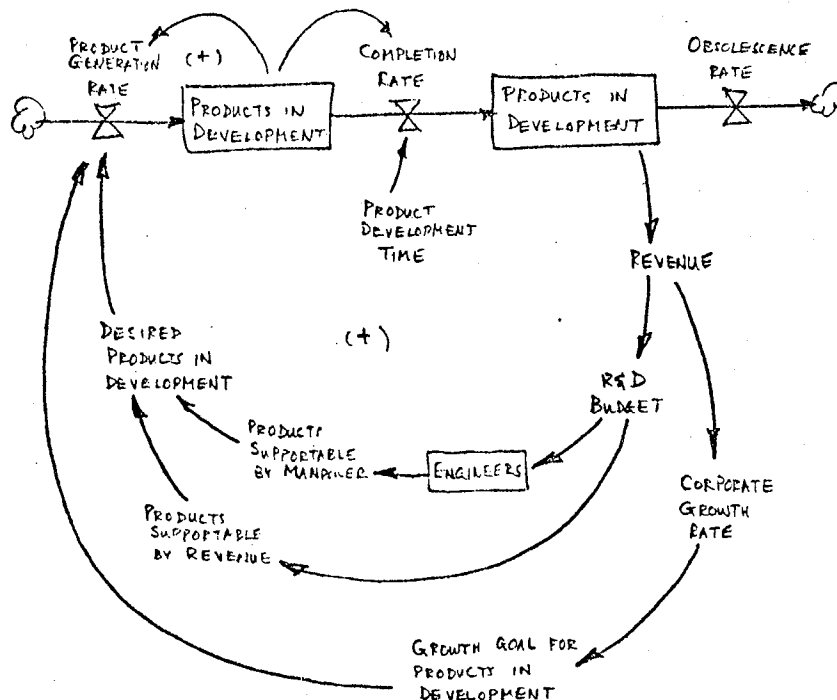 PRODUCT
GENERATION
RATE
(+)
COMPLETION
RATE
OBSCLESCENCE
RATE
PRODUCTS IN
DEVELOPMENT
PRODUCTS IN
DEVELOPMENT
PRODUCT
DEVELOPMENT
TIME
REVENUE
DESIRED
PRODUCTS IN
DEVELOPMENT
(+)
R&D
BUDGET
PRODUCTS
SUPPORTABLE
BY MANPOWER
ENGINEERS
PRODUCTS
SUPPORTABLE
BY REVENUE
CORPORATE
GROWTH
RATE
GROWTH GOAL FOR
PRODUCTS IN
DEVELOPMENT